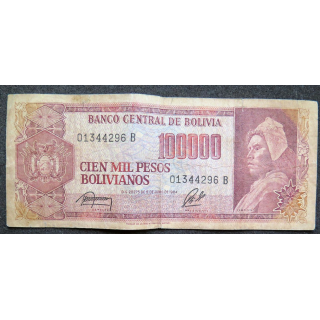 BANCO CENTRAL DE BOLIVIA
01344296 B
100000
CIEN MIL PESOS
BOLIVIANOS
01344296 B